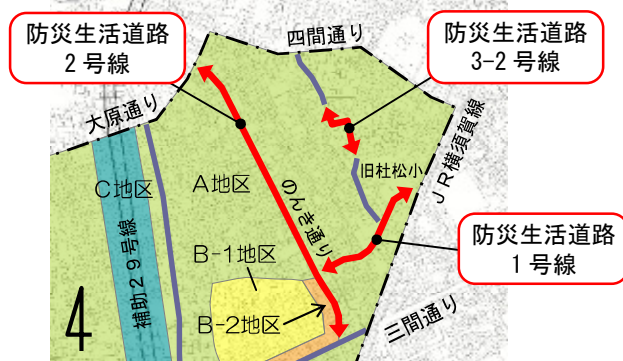 防災生活道路
2号線
四間通り
防災生活道路
3-2号線
大原通り
JR横須賀線
旧杜松小
C地区
A地区
のんき通り
防災生活道路
1号線
補助29号線
B-1地区
B-2地区
三間通り
4